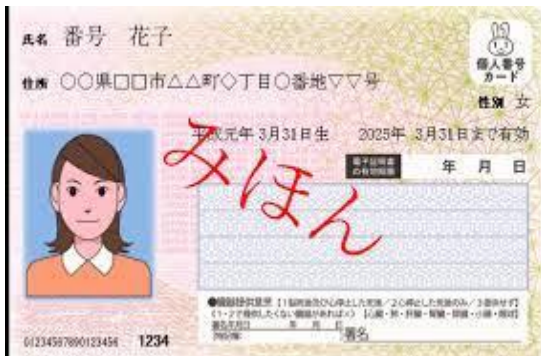 氏名 番号 花子
個人番号
カード
住所 ○○県□□市△△町◇丁目○番地▽▽号
性別 女
平成元年 3月31日生 2025年 3月31日まで有効
電子証明書
の有効期限
年 月 日
みほん
署名
0123456789012345６ 1234